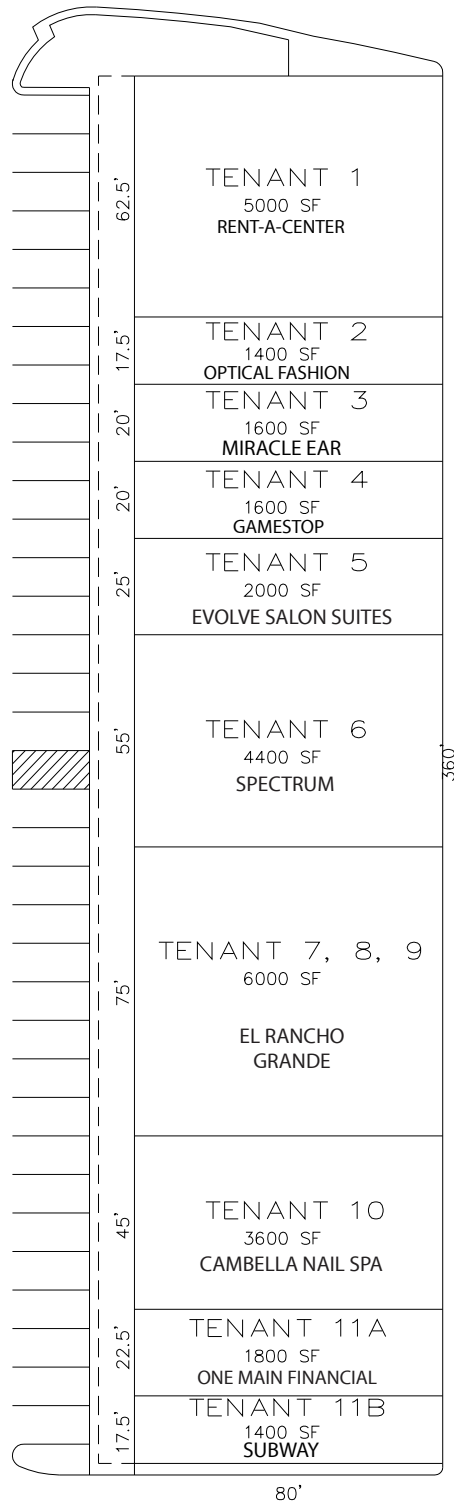 62.5'
TENANT 1
5000 SF
RENT-A-CENTER
17.5'
TENANT 2
1400 SF
OPTICAL FASHION
20'
TENANT 3
1600 SF
MIRACLE EAR
20'
TENANT 4
1600 SF
GAMESTOP
25'
TENANT 5
2000 SF
EVOLVE SALON SUITES
55'
TENANT 6
4400 SF
SPECTRUM
360'
75'
TENANT 7, 8, 9
6000 SF
EL RANCHO
GRANDE
45'
TENANT 10
3600 SF
CAMBELLA NAIL SPA
22.5'
TENANT 11A
1800 SF
ONE MAIN FINANCIAL
17.5'
TENANT 11B
1400 SF
SUBWAY
80'